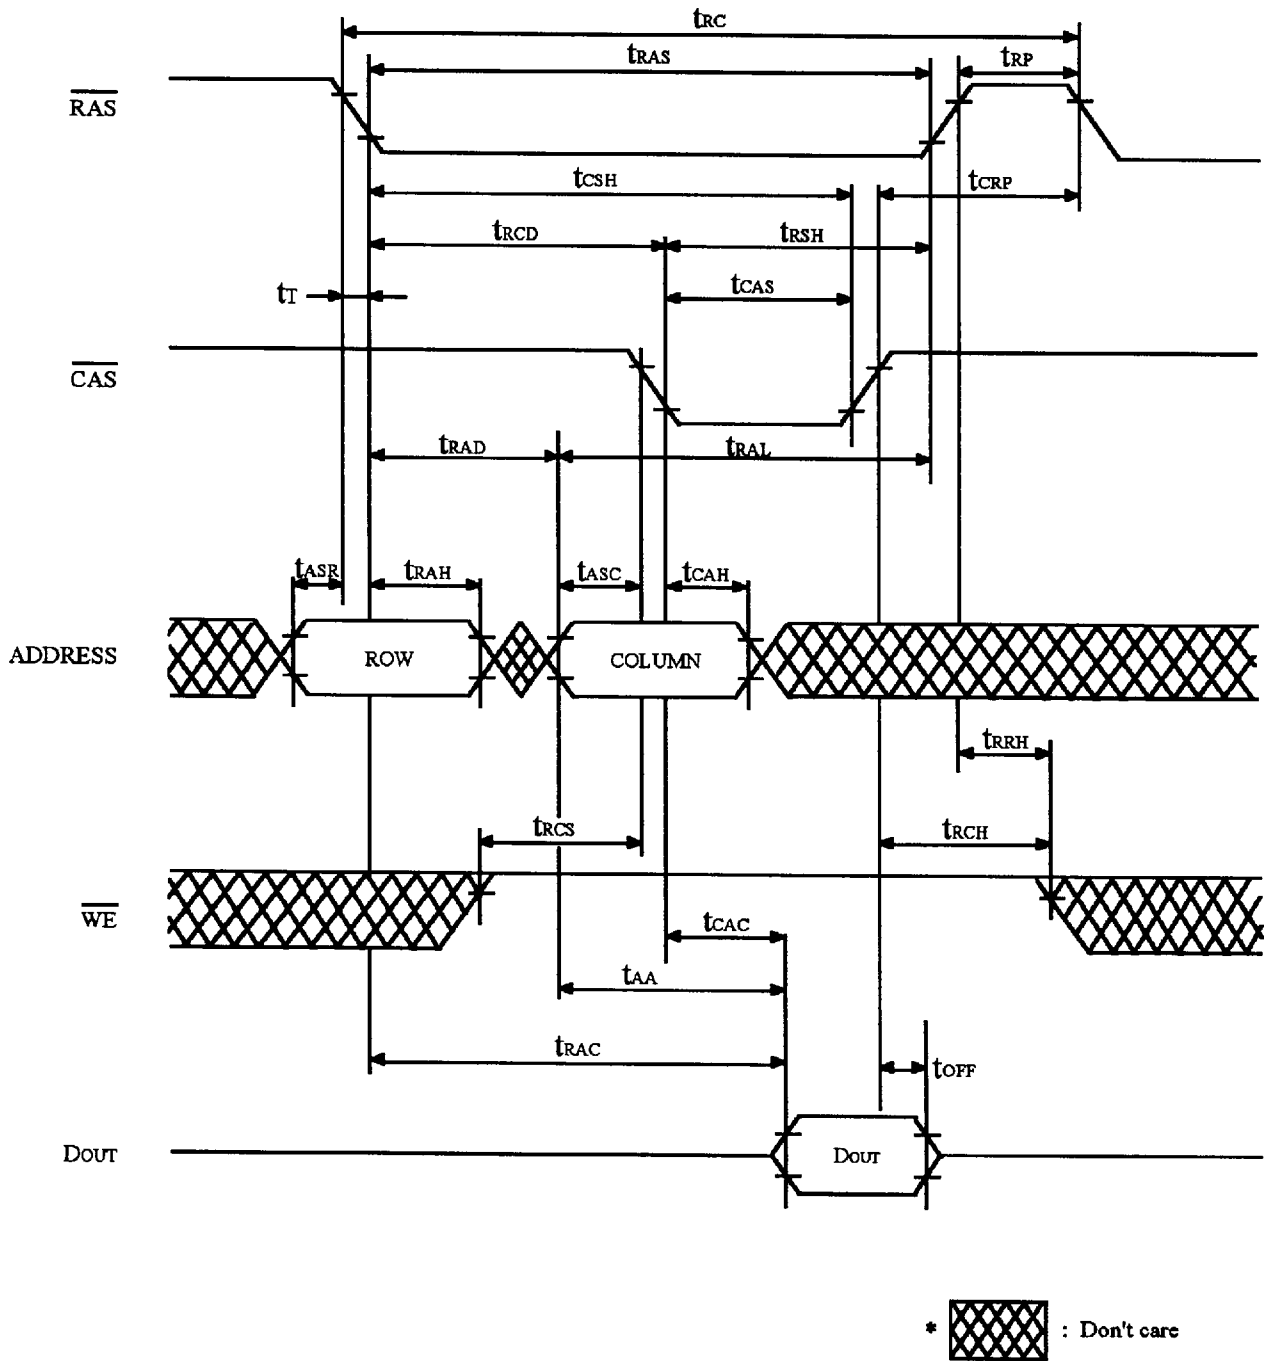 tRC
tRAS
tRP
RAS
tCSH
tCRP
tRCD
tRSH
tT
tCAS
CAS
tRAD
tRAL
tASR
tRAH
tASC
tCAH
ADDRESS
ROW
COLUMN
tRRH
tRCS
tRCH
WE
tCAC
tAA
tRAC
tOFF
DOUT
DOUT
* : Don't care